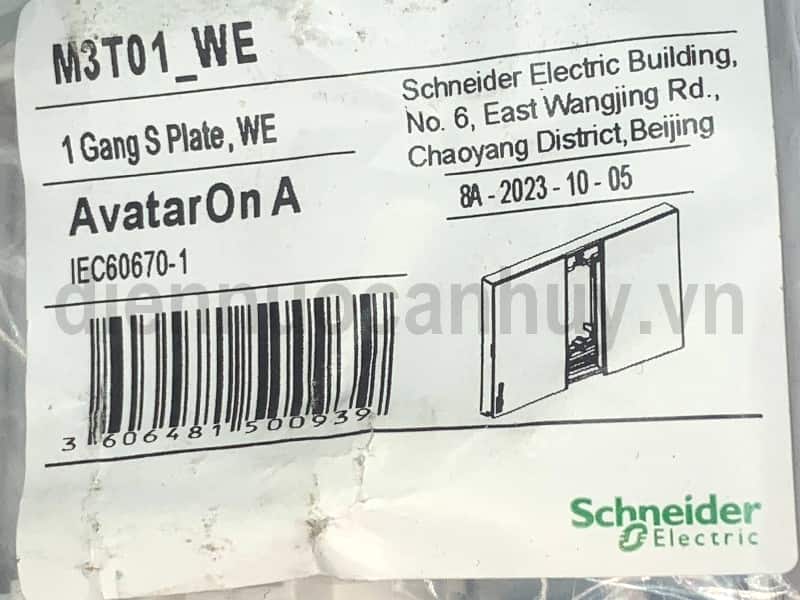 M3T01_WE
1 Gang S Plate, WE
AvatarOn A
IEC60670-1
Schneider Electric Building,
No. 6, East Wangjing Rd.,
Chaoyang District, Beijing
8A - 2023 - 10 - 05
diennuocanhuy.vn
3 606481 500939
Schneider
Electric